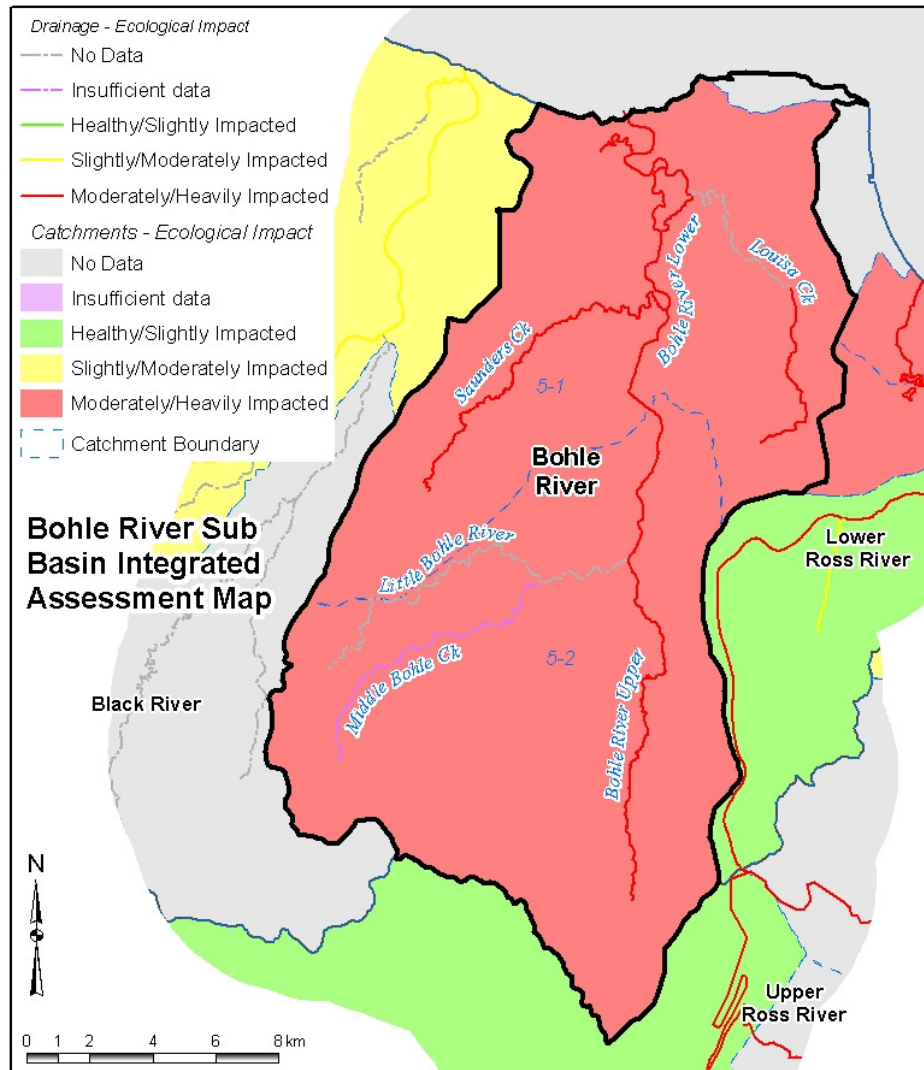 Drainage - Ecological Impact
No Data
Insufficient data
Healthy/Slightly Impacted
Slightly/Moderately Impacted
Moderately/Heavily Impacted
Catchments - Ecological Impact
No Data
Insufficient data
Healthy/Slightly Impacted
Slightly/Moderately Impacted
Moderately/Heavily Impacted
Catchment Boundary
Louisa Ck
Bohle River Lower
Saunders Ck
5-1
Bohle
River
Bohle River Sub
Basin Integrated
Assessment Map
Little Bohle River
Lower
Ross River
Middle Bohle Ck
5-2
Bohle River Upper
Black River
N
Upper
Ross River
0 1 2 4 6 8 km